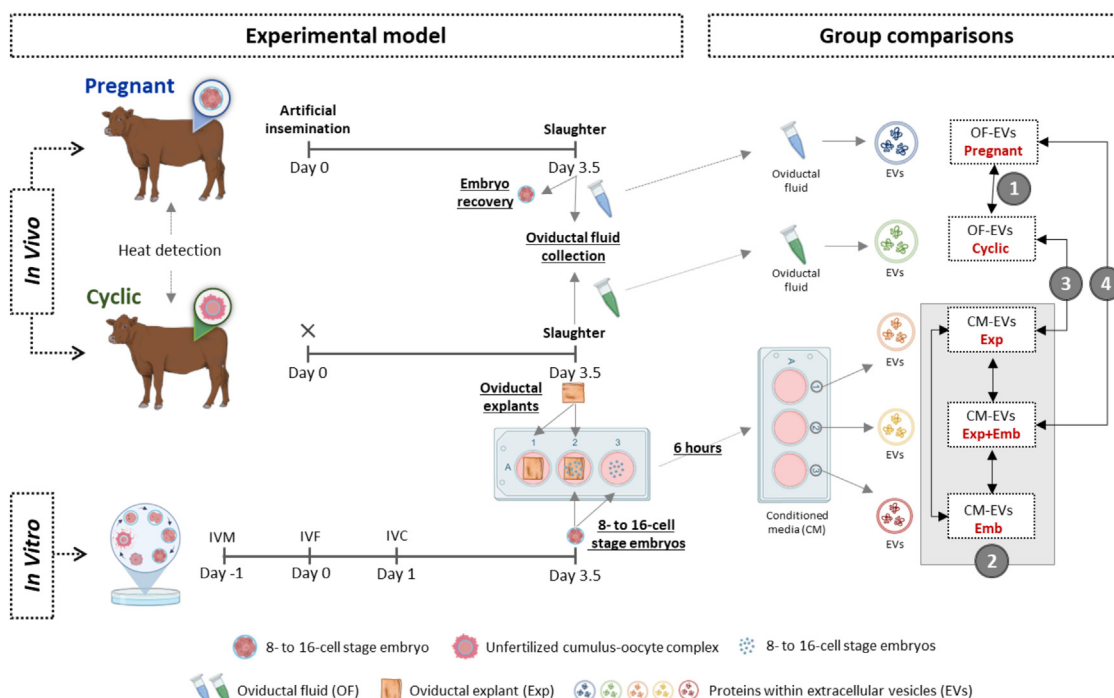 Experimental model
Group comparisons
In Vivo
Pregnant
Heat detection
Cyclic
Artificial
insemination
Day 0
Slaughter
Day 3.5
Embryo
recovery
Oviductal fluid
collection
×
Day 0
Slaughter
Day 3.5
Oviductal
explants
1 2 3
A
6 hours
8- to 16-cell
stage embryos
In Vitro
IVM
Day -1
IVF
Day 0
IVC
Day 1
Day 3.5
Oviductal
fluid
EVs
Oviductal
fluid
EVs
A
1
2
3
Conditioned
media (CM)
EVs
EVs
EVs
OF-EVs
Pregnant
1
OF-EVs
Cyclic
3
4
CM-EVs
Exp
CM-EVs
Exp+Emb
CM-EVs
Emb
2
8- to 16-cell stage embryo
Unfertilized cumulus-oocyte complex
8- to 16-cell stage embryos
Oviductal fluid (OF)
Oviductal explant (Exp)
Proteins within extracellular vesicles (EVs)